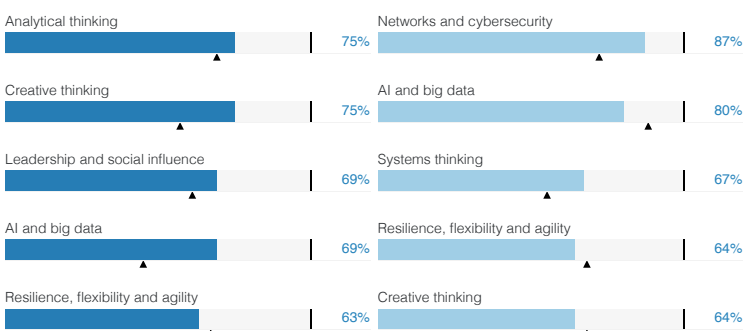 Analytical thinking
75%
Creative thinking
75%
Leadership and social influence
69%
AI and big data
69%
Resilience, flexibility and agility
63%
Networks and cybersecurity
87%
AI and big data
80%
Systems thinking
67%
Resilience, flexibility and agility
64%
Creative thinking
64%